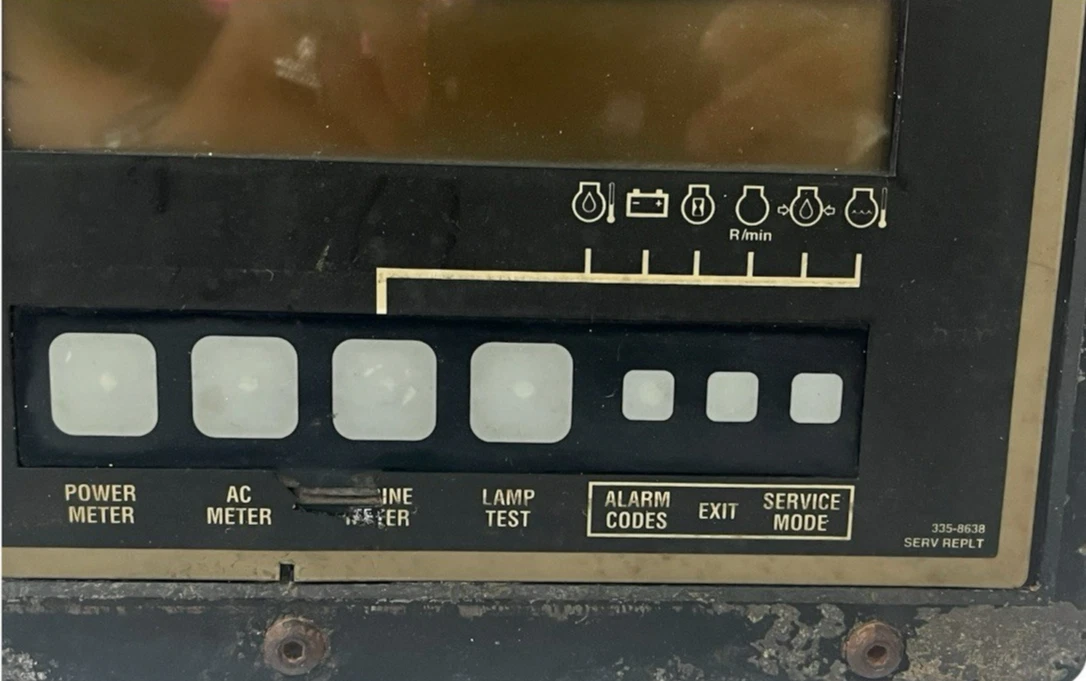 R/min
POWER
METER
AC
METER
LAMP
TEST
ALARM
CODES
EXIT
SERVICE
MODE
335-8638
SERV REPLT